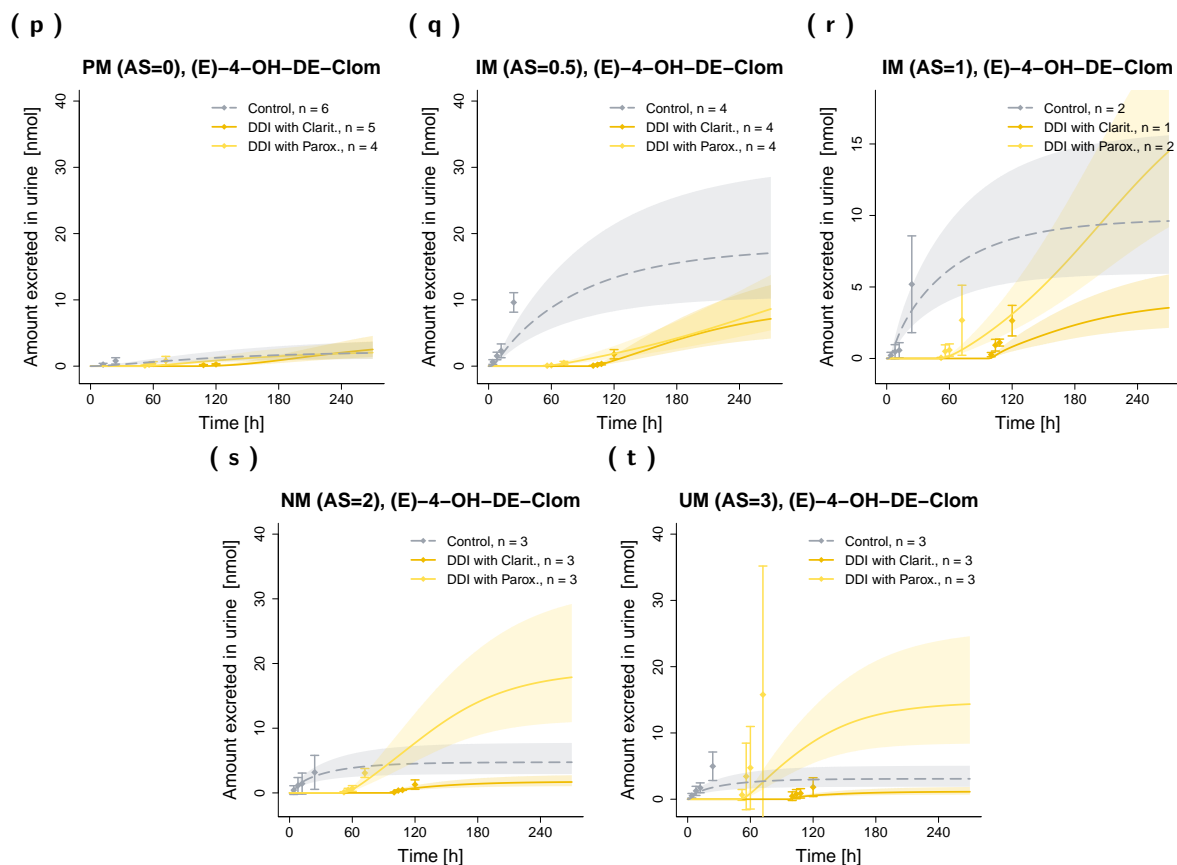 ( p )
PM (AS=0), (E)−4−OH−DE−Clom
Amount excreted in urine [nmol]
40
30
20
10
0
Control, n = 6
DDI with Clarit., n = 5
DDI with Parox., n = 4
0 60 120 180 240
Time [h]
( q )
IM (AS=0.5), (E)−4−OH−DE−Clom
Amount excreted in urine [nmol]
40
30
20
10
0
Control, n = 4
DDI with Clarit., n = 4
DDI with Parox., n = 4
0 60 120 180 240
Time [h]
( r )
IM (AS=1), (E)−4−OH−DE−Clom
Amount excreted in urine [nmol]
15
10
5
0
Control, n = 2
DDI with Clarit., n = 1
DDI with Parox., n = 2
0 60 120 180 240
Time [h]
( s )
NM (AS=2), (E)−4−OH−DE−Clom
Amount excreted in urine [nmol]
40
30
20
10
0
Control, n = 3
DDI with Clarit., n = 3
DDI with Parox., n = 3
0 60 120 180 240
Time [h]
( t )
UM (AS=3), (E)−4−OH−DE−Clom
Amount excreted in urine [nmol]
40
30
20
10
0
Control, n = 3
DDI with Clarit., n = 3
DDI with Parox., n = 3
0 60 120 180 240
Time [h]